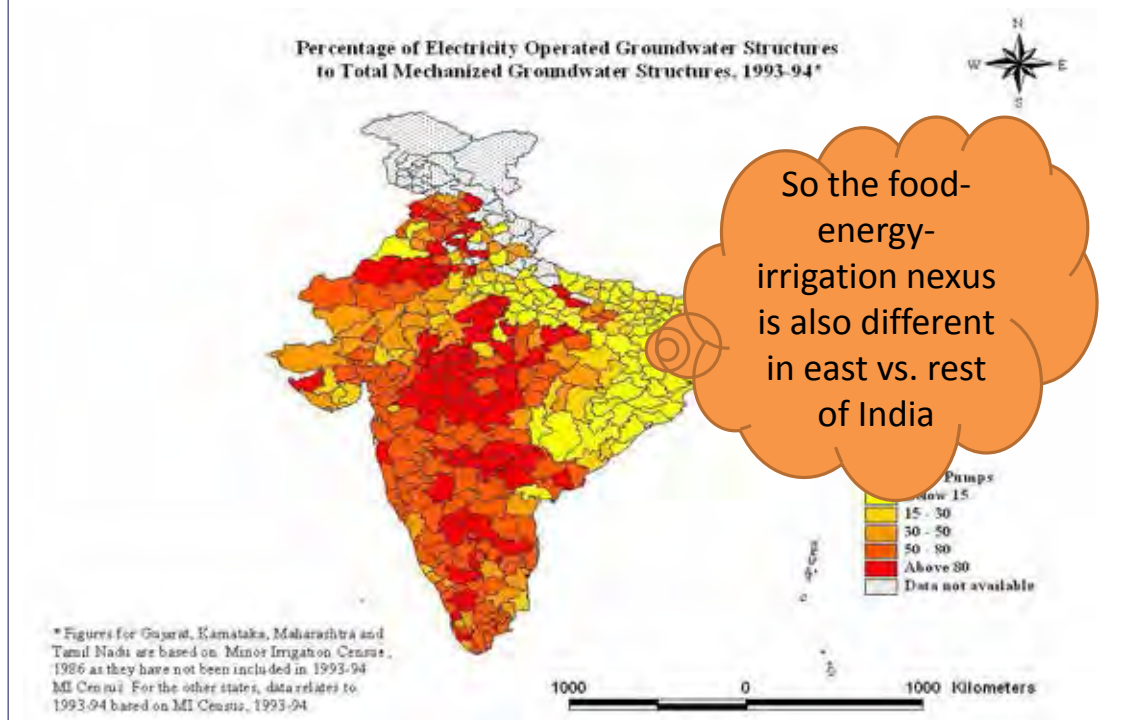 Percentage of Electricity Operated Groundwater Structures
to Total Mechanized Groundwater Structures, 1993-94*
N
W
E
S
So the food-
energy-
irrigation nexus
is also different
in east vs. rest
of India
Pumps
15
15 - 30
30 - 50
50 - 80
Above 80
Data not available
* Figures for Gujarat, Karnataka, Maharashtra and
Tamil Nadu are based on Minor Irrigation Census,
1986 as they have not been included in 1993-94
MI Census. For the other states, data relates to
1993-94 based on MI Census, 1993-94
1000
0
1000 Kilometers